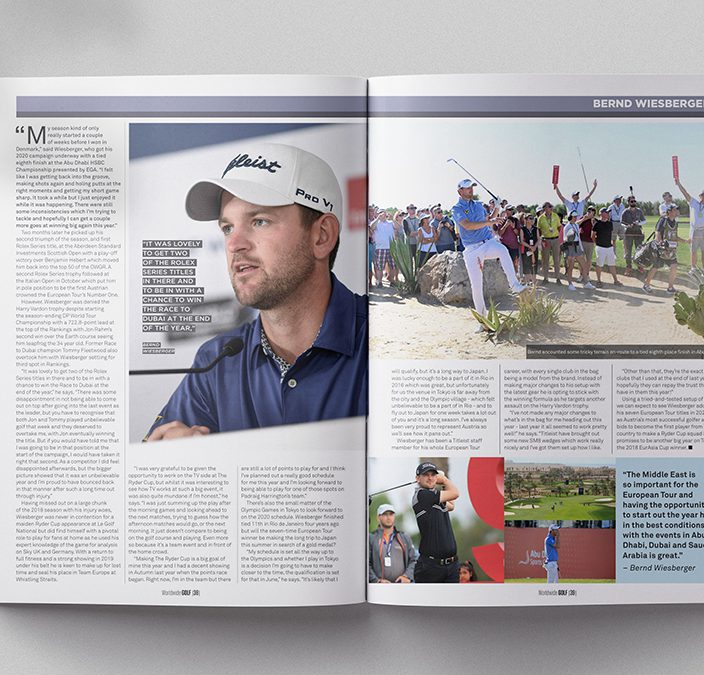 BERND WIESBERGER
“My season kind of only
really started a couple
of weeks before I won in
Denmark,” said Wiesberger, who got his
2020 campaign underway with a tied
eighth finish at the Abu Dhabi HSBC
Championship presented by EGA. “I felt
like I was getting back into the groove,
making shots again and holing putts at the
right moments and getting my short game
sharp. It took a while but I just enjoyed it
while it was happening. There were still
some inconsistencies which I’m trying to
tackle and hopefully I can get a couple
more goes at winning big again this year.”
Two months later he picked up his
second triumph of the season, and first
Rolex Series title, at the Aberdeen Standard
Investments Scottish Open with a play-off
victory over Benjamin Hebert which moved
him back into the top 50 of the OWGR. A
second Rolex Series trophy followed at
the Italian Open in October which put him
in pole position to be the first Austrian
crowned the European Tour’s Number One.
However, Wiesberger was denied the
Harry Vardon trophy despite starting
the season-ending DP World Tour
Championship with a 722.8-point lead at
the top of the Rankings with Jon Rahm’s
second win over the Earth course seeing
him leapfrog the 34 year old. Former Race
to Dubai champion Tommy Fleetwood also
overtook him with Wiesberger settling for
third spot in Rankings.
“It was lovely to get two of the Rolex
Series titles in there and to be in with a
chance to win the Race to Dubai at the
end of the year,” he says. “There was some
disappointment in not being able to come
out on top after going into the last event as
the leader, but you have to recognise that
both Jon and Tommy played unbelievable
golf that week and they deserved to
overtake me, with Jon eventually winning
the title. But if you would have told me that
I was going to be in that position at the
start of the campaign, I would have taken it
right that second. As a competitor I did feel
disappointed afterwards, but the bigger
picture showed that it was an unbelievable
year and I’m proud to have bounced back
in that manner after such a long time out
through injury.”
Having missed out on a large chunk
of the 2018 season with his injury woes,
Wiesberger was never in contention for a
maiden Ryder Cup appearance at Le Golf
National but did find himself with a pivotal
role to play for fans at home as he used his
expert knowledge of the game for analysis
on Sky UK and Germany. With a return to
full fitness and a strong showing in 2019
under his belt he is keen to make up for lost
time and seal his place in Team Europe at
Whistling Straits.
Titleist
Pro V1
“IT WAS LOVELY
TO GET TWO
OF THE ROLEX
SERIES TITLES
IN THERE AND
TO BE IN WITH A
CHANCE TO WIN
THE RACE TO
DUBAI AT THE END
OF THE YEAR,”
BERND
WIESBERGER
“I was very grateful to be given the
opportunity to work on the TV side at The
Ryder Cup, but whilst it was interesting to
see how TV works at such a big event, it
was also quite mundane if I’m honest,” he
says. “I was just summing up the play after
the morning games and looking ahead to
the next matches, trying to guess how the
afternoon matches would go, or the next
morning. It just doesn’t compare to being
on the golf course and playing. Even more
so because it’s a team event and in front of
the home crowd.
“Making The Ryder Cup is a big goal of
mine this year and I had a decent showing
in Autumn last year when the points race
began. Right now, I’m in the team but there
are still a lot of points to play for and I think
I’ve planned out a really good schedule
for me this year and I’m looking forward to
being able to play for one of those spots on
Padraig Harrington’s team.”
There’s also the small matter of the
Olympic Games in Tokyo to look forward to
on the 2020 schedule. Wiesberger finished
tied 11th in Rio de Janeiro four years ago
but will the seven-time European Tour
winner be making the long trip to Japan
this summer in search of a gold medal?
“My schedule is set all the way up to
the Olympics and whether I play in Tokyo
is a decision I’m going to have to make
closer to the time, the qualification is set
for that in June,” he says. “It’s likely that I
Worldwide GOLF |38|
Bernd encounted some tricky terrain en-route to a tied eighth place finish in Abu
will qualify, but it’s a long way to Japan. I
was lucky enough to be a part of it in Rio in
2016 which was great, but unfortunately
for us the venue in Tokyo is far away from
the city and the Olympic village – which felt
unbelievable to be a part of in Rio – and to
fly out to Japan for one week takes a lot out
of you and it’s a long season. I’ve always
been very proud to represent Austria so
we’ll see how it pans out.”
Wiesberger has been a Titleist staff
member for his whole European Tour
career, with every single club in the bag
being a model from the brand. Instead of
making major changes to his setup with
the latest gear he is opting to stick with
the winning formula as he targets another
assault on the Harry Vardon trophy.
“I’ve not made any major changes to
what’s in the bag for me heading out this
year – last year it all seemed to work pretty
well!” he says. “Titleist have brought out
some new SM8 wedges which work really
nicely and I’ve got them set up how I like.
“Other than that, they’re the exact
clubs that I used at the end of last year
hopefully they can repay the trust that
have in them this year!”
Using a tried-and-tested setup of
we can expect to see Wiesberger add
his seven European Tour titles in 2020
as Austria’s most successful golfer a
bids to become the first player from
country to make a Ryder Cup team
promises to be another big year on T
the 2018 EurAsia Cup winner. ■
“The Middle East is
so important for the
European Tour and
having the opportunity
to start out the year h
in the best conditions
with the events in Abu
Dhabi, Dubai and Saud
Arabia is great.”
– Bernd Wiesberger
Worldwide GOLF |39|